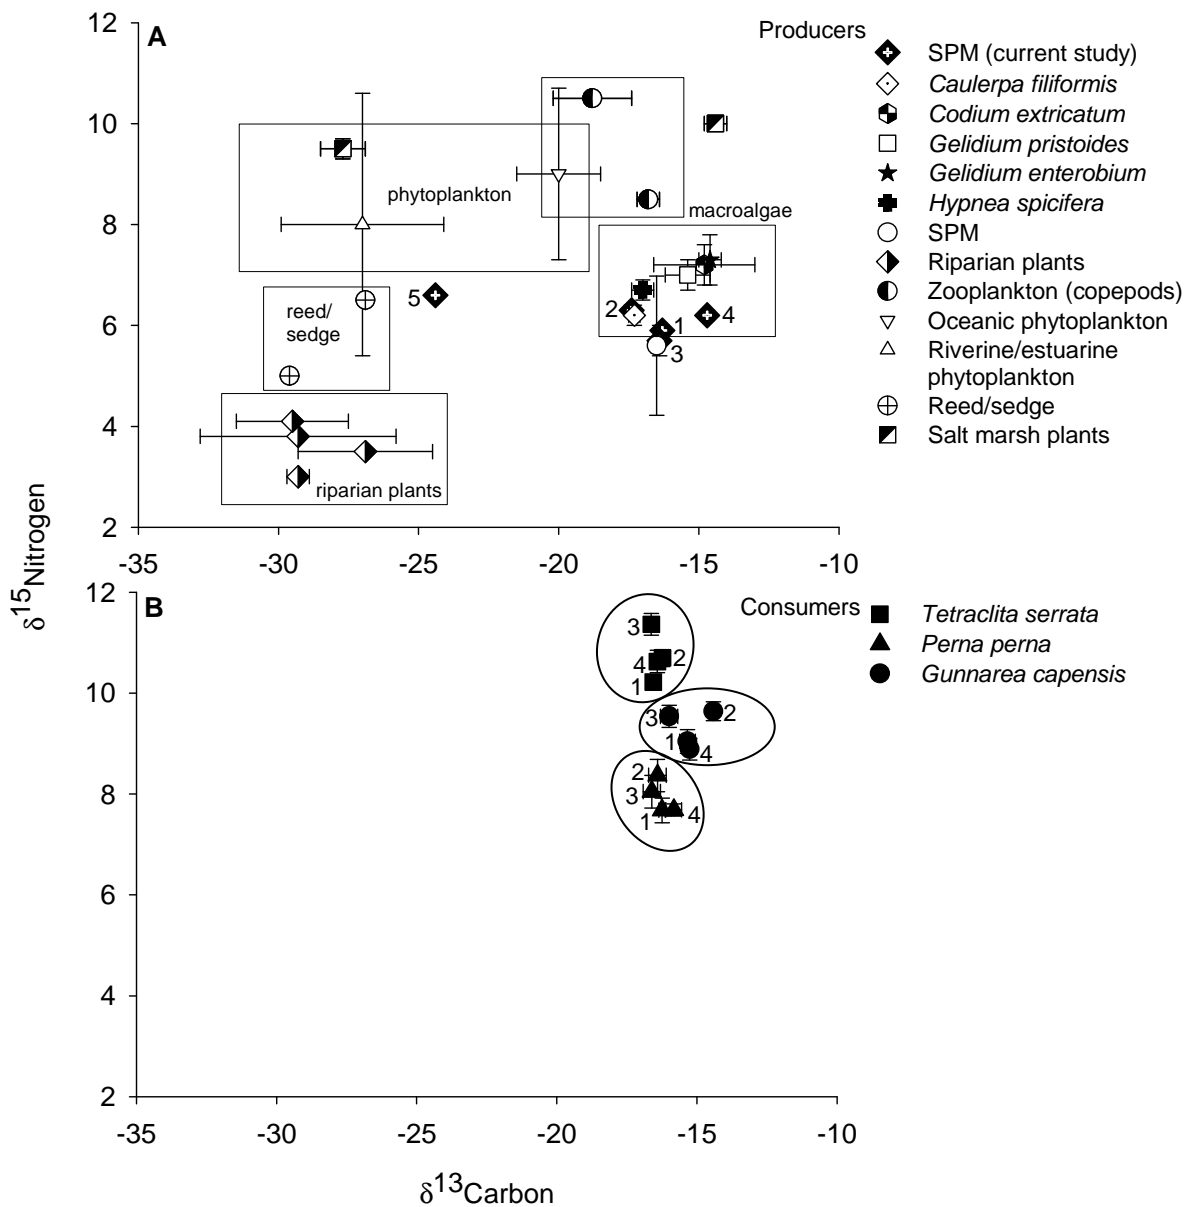 12
A
Producers
SPM (current study)
Caulerpa filiformis
Codium extricatum
Gelidium pristoides
Gelidium enterobium
Hypnea spicifera
SPM
Riparian plants
Zooplankton (copepods)
Oceanic phytoplankton
Riverine/estuarine
phytoplankton
Reed/sedge
Salt marsh plants
10
phytoplankton
macroalgae
8
5
reed/
sedge
2
1
4
3
6
4
riparian plants
2
-35
-30
-25
-20
-15
-10
δ15Nitrogen
12
B
Consumers
Tetraclita serrata
Perna perna
Gunnarea capensis
3
4
2
1
10
3
2
1
4
2
3
1
4
8
6
4
2
-35
-30
-25
-20
-15
-10
δ13Carbon